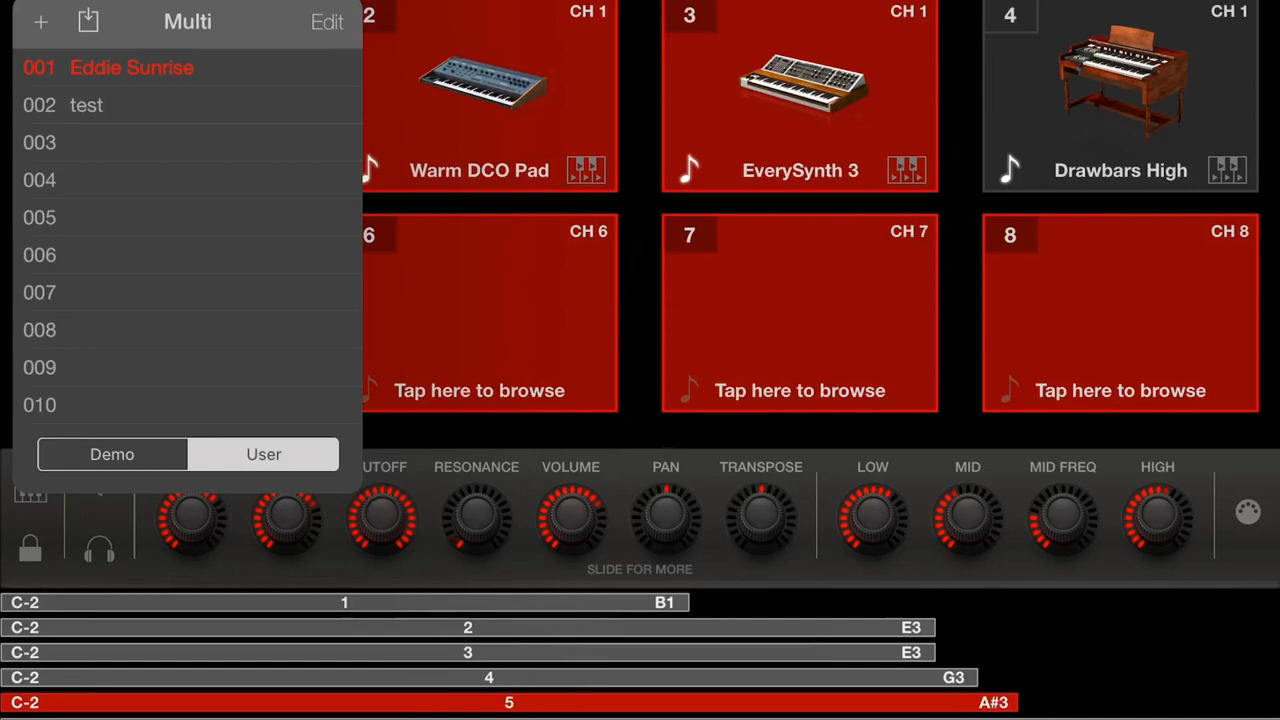 + Multi Edit
001 Eddie Sunrise
002 test
003
004
005
006
007
008
009
010
Demo User
2 CH 1
Warm DCO Pad
3 CH 1
EverySynth 3
4 CH 1
Drawbars High
6 CH 6
Tap here to browse
7 CH 7
Tap here to browse
8 CH 8
Tap here to browse
UTOFF RESONANCE VOLUME PAN TRANSPOSE LOW MID MID FREQ HIGH
SLIDE FOR MORE
C-2 1 B1
C-2 2 E3
C-2 3 E3
C-2 4 G3
C-2 5 A#3